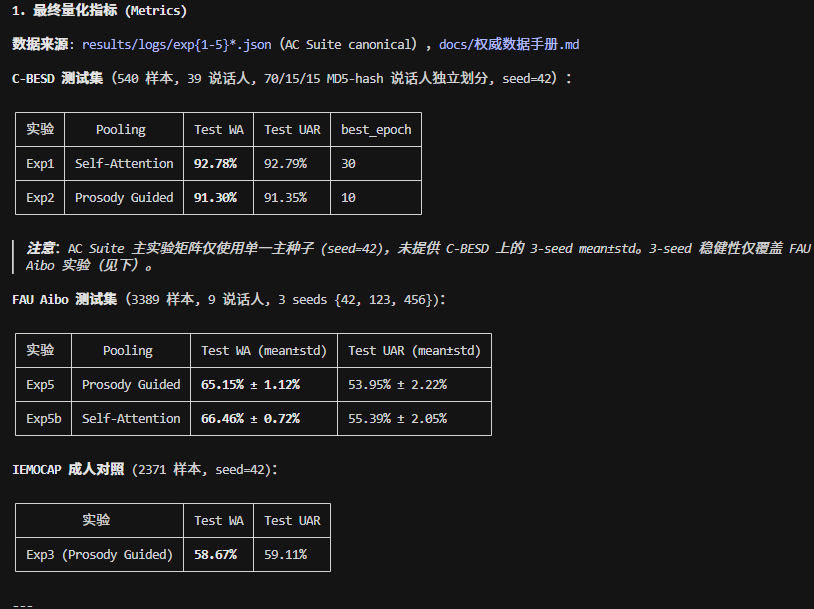 1. 最终量化指标 (Metrics)
数据来源: results/logs/exp{1-5}*.json (AC Suite canonical) , docs/权威数据手册.md
C-BESD 测试集 (540 样本, 39 说话人, 70/15/15 MD5-hash 说话人独立划分, seed=42) :
实验 Pooling Test WA Test UAR best_epoch
Exp1 Self-Attention 92.78% 92.79% 30
Exp2 Prosody Guided 91.30% 91.35% 10
注意: AC Suite 主实验矩阵仅使用单一主种子 (seed=42), 未提供 C-BESD 上的 3-seed mean±std。3-seed 稳健性仅覆盖 FAU
Aibo 实验 (见下) 。
FAU Aibo 测试集 (3389 样本, 9 说话人, 3 seeds {42, 123, 456}):
实验 Pooling Test WA (mean±std) Test UAR (mean±std)
Exp5 Prosody Guided 65.15% ± 1.12% 53.95% ± 2.22%
Exp5b Self-Attention 66.46% ± 0.72% 55.39% ± 2.05%
IEMOCAP 成人对照 (2371 样本, seed=42):
实验 Test WA Test UAR
Exp3 (Prosody Guided) 58.67% 59.11%
---